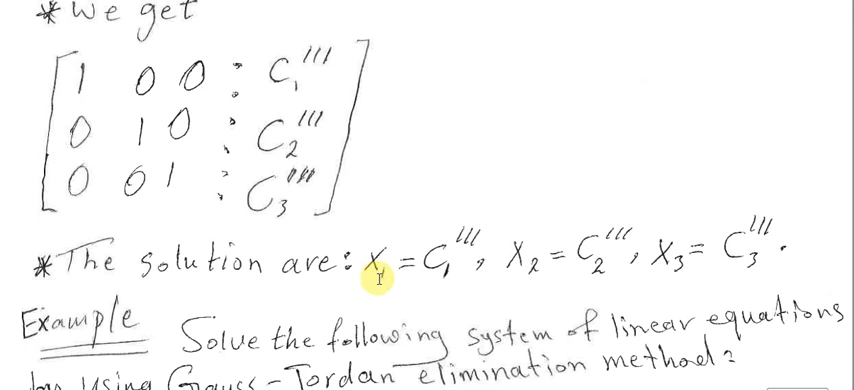 * We get
[ 1 0 0 : C₁''' ]
[ 0 1 0 : C₂''' ]
[ 0 0 1 : C₃''' ]
* The solution are: X₁ = C₁''', X₂ = C₂''', X₃ = C₃'''.
Example Solve the following system of linear equations
by using Gauss - Jordan elimination method: